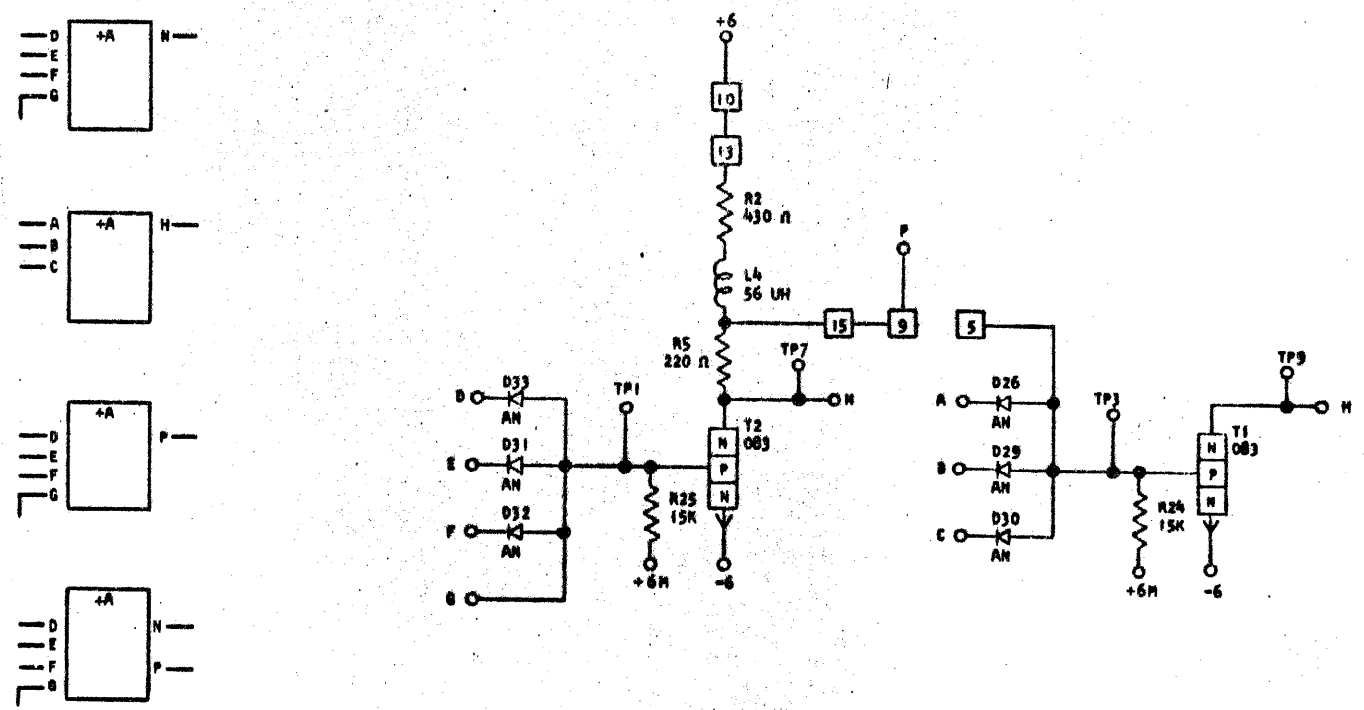 D +A N
E
F
G
A +A H
B
C
+A
D P
E
F
G
+A
D N
E
F P
G
+6
10
13
R2
430 Ω
L4
56 UH
P
15 9 5
R5
220 Ω
TP7
N
D33
D
AN
TP1
D31
E
AN
D32
F
AN
G
R25
15K
+6M
T2
083
N
P
N
-6
D26
A
AN
TP3
D29
B
AN
D30
C
AN
R24
15K
+6M
TP9
H
T1
083
N
P
N
-6